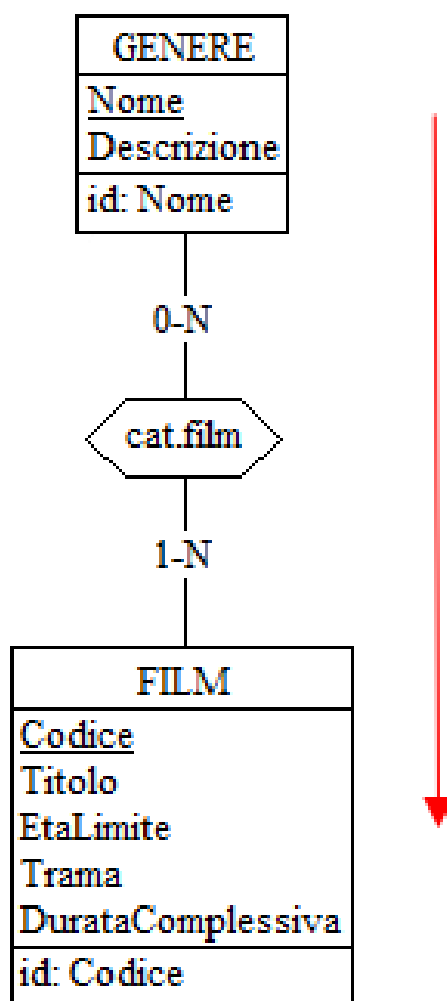 GENERE
Nome
Descrizione
id: Nome
0-N
cat.film
1-N
FILM
Codice
Titolo
EtaLimite
Trama
DurataComplessiva
id: Codice